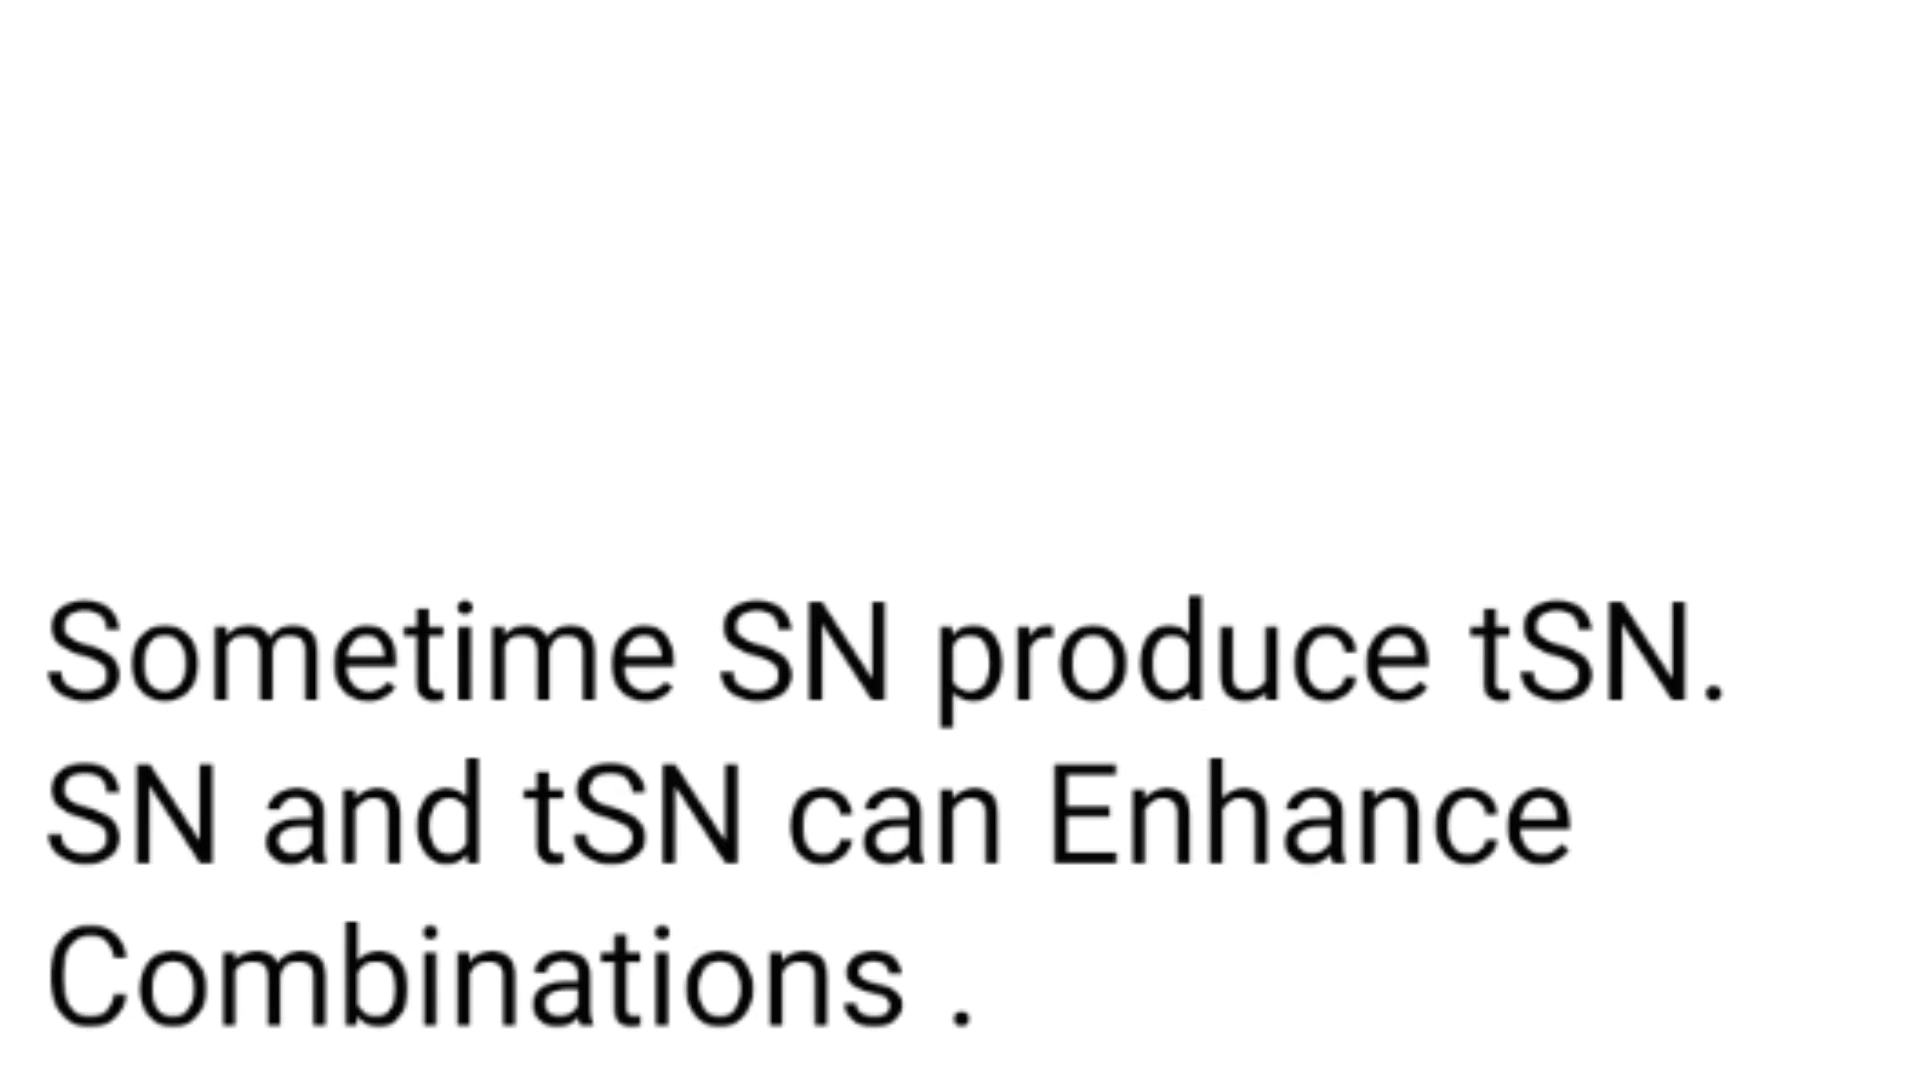 Sometime SN produce tSN.
SN and tSN can Enhance
Combinations .